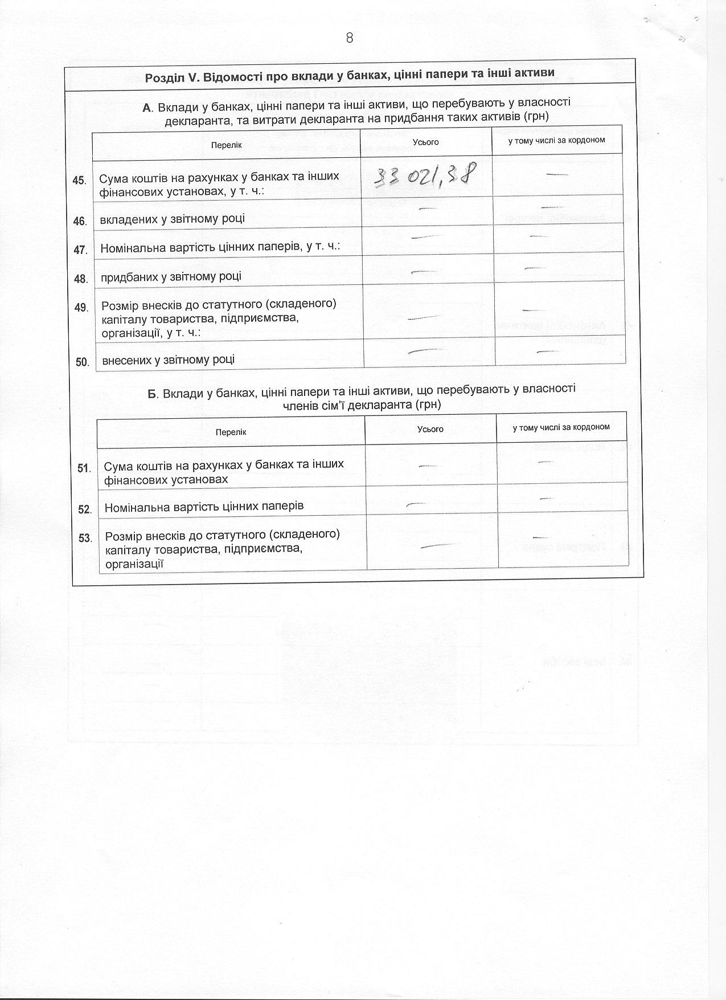 8
Розділ V. Відомості про вклади у банках, цінні папери та інші активи
А. Вклади у банках, цінні папери та інші активи, що перебувають у власності
декларанта, та витрати декларанта на придбання таких активів (грн)
Перелік Усього у тому числі за кордоном
45. Сума коштів на рахунках у банках та інших
фінансових установах, у т. ч.: 33 021,38 —
46. вкладених у звітному році — —
47. Номінальна вартість цінних паперів, у т. ч.: — —
48. придбаних у звітному році — —
49. Розмір внесків до статутного (складеного)
капіталу товариства, підприємства, — —
організації, у т. ч.:
50. внесених у звітному році — —
Б. Вклади у банках, цінні папери та інші активи, що перебувають у власності
членів сім'ї декларанта (грн)
Перелік Усього у тому числі за кордоном
51. Сума коштів на рахунках у банках та інших — —
фінансових установах
52. Номінальна вартість цінних паперів — —
53. Розмір внесків до статутного (складеного)
капіталу товариства, підприємства, — —
організації